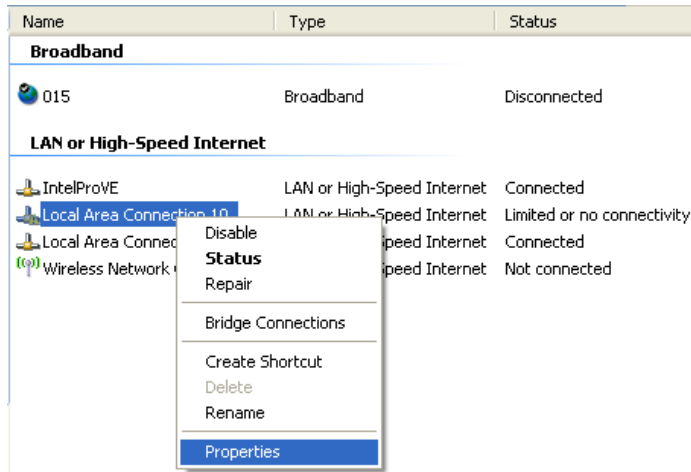 Name Type Status
Broadband
015 Broadband Disconnected
LAN or High-Speed Internet
IntelProVE LAN or High-Speed Internet Connected
Local Area Connection 10 LAN or High-Speed Internet Limited or no connectivity
Local Area Connec Speed Internet Connected
Wireless Network Speed Internet Not connected
Disable
Status
Repair
Bridge Connections
Create Shortcut
Delete
Rename
Properties